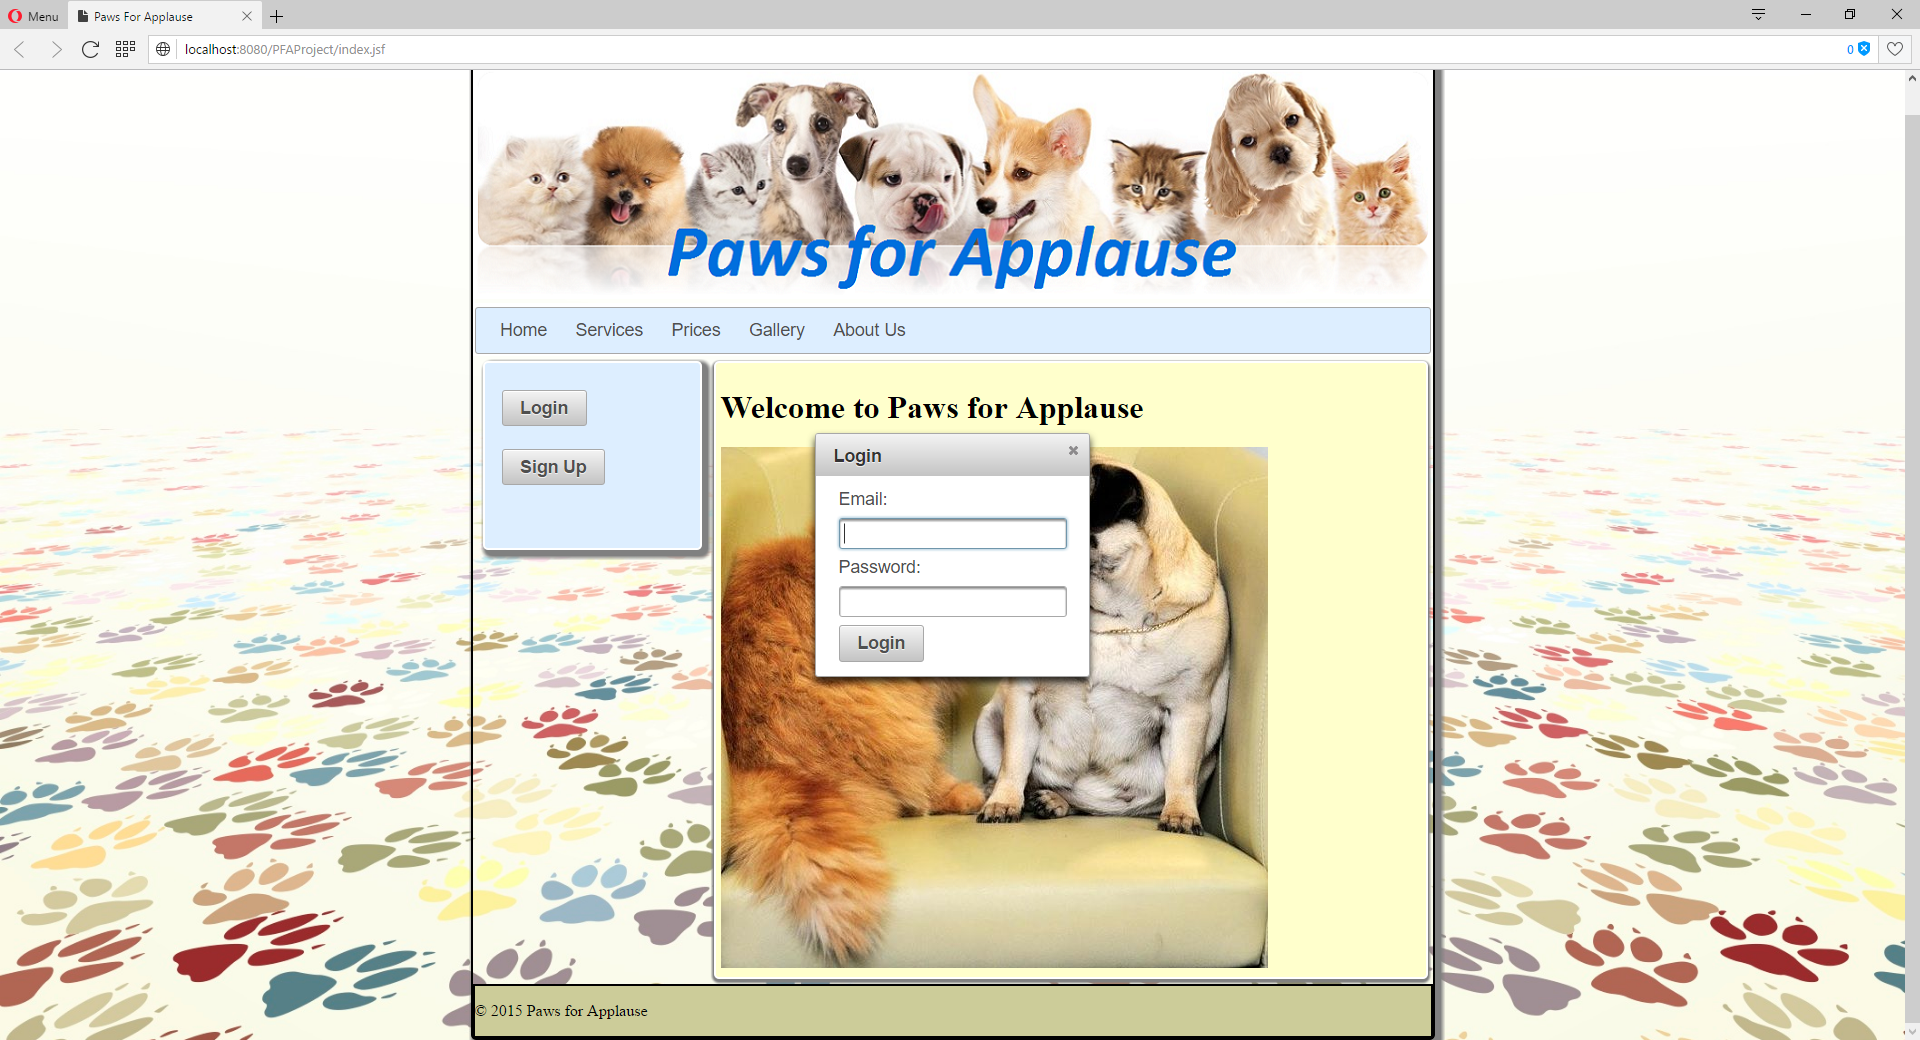 Menu
Paws For Applause
localhost:8080/PFAProject/index.jsf
0
Paws for Applause
Home Services Prices Gallery About Us
Login
Sign Up
Welcome to Paws for Applause
Login
Email:
Password:
Login
© 2015 Paws for Applause